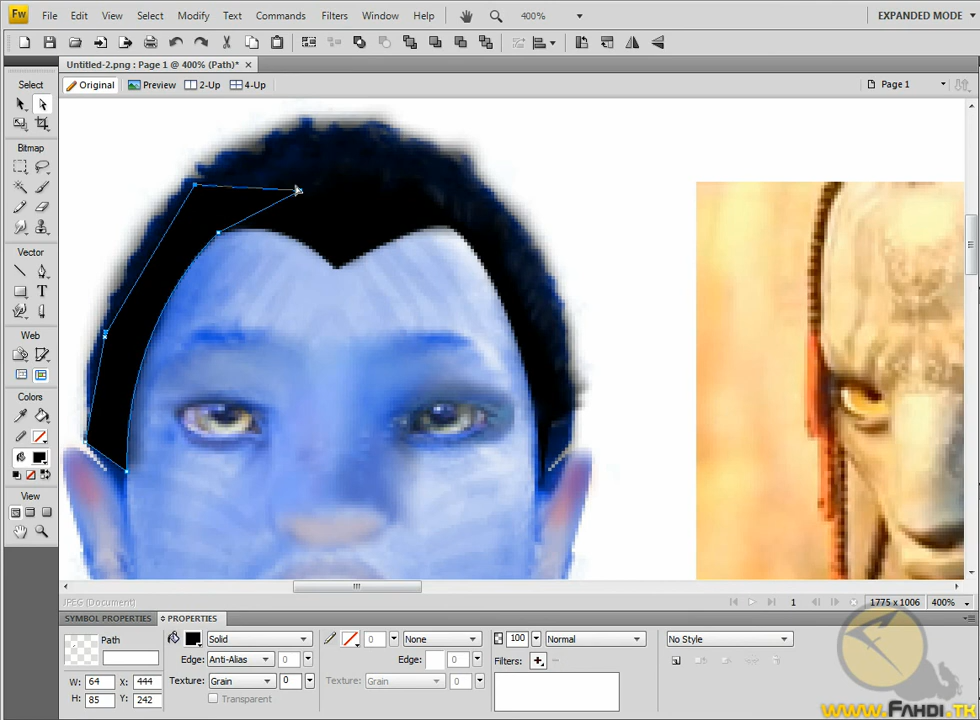 Fw File Edit View Select Modify Text Commands Filters Window Help 400% EXPANDED MODE
Untitled-2.png : Page 1 @ 400% (Path)* ×
Select Original Preview 2-Up 4-Up Page 1
Bitmap
Vector
T
Web
Colors
View
JPEG (Document) 1 1775 x 1006 400%
SYMBOL PROPERTIES PROPERTIES
Path Solid 0 None 100 Normal No Style
Edge: Anti-Alias 0 Edge: 0 Filters:
W: 64 X: 444 Texture: Grain 0 Texture: Grain 0
H: 85 Y: 242 Transparent
www.FAHDI.TK